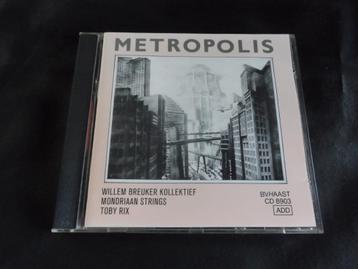 METROPOLIS
WILLEM BREUKER KOLLEKTIEF
MONDRIAAN STRINGS
TOBY RIX
BVHAAST
CD 8903
ADD